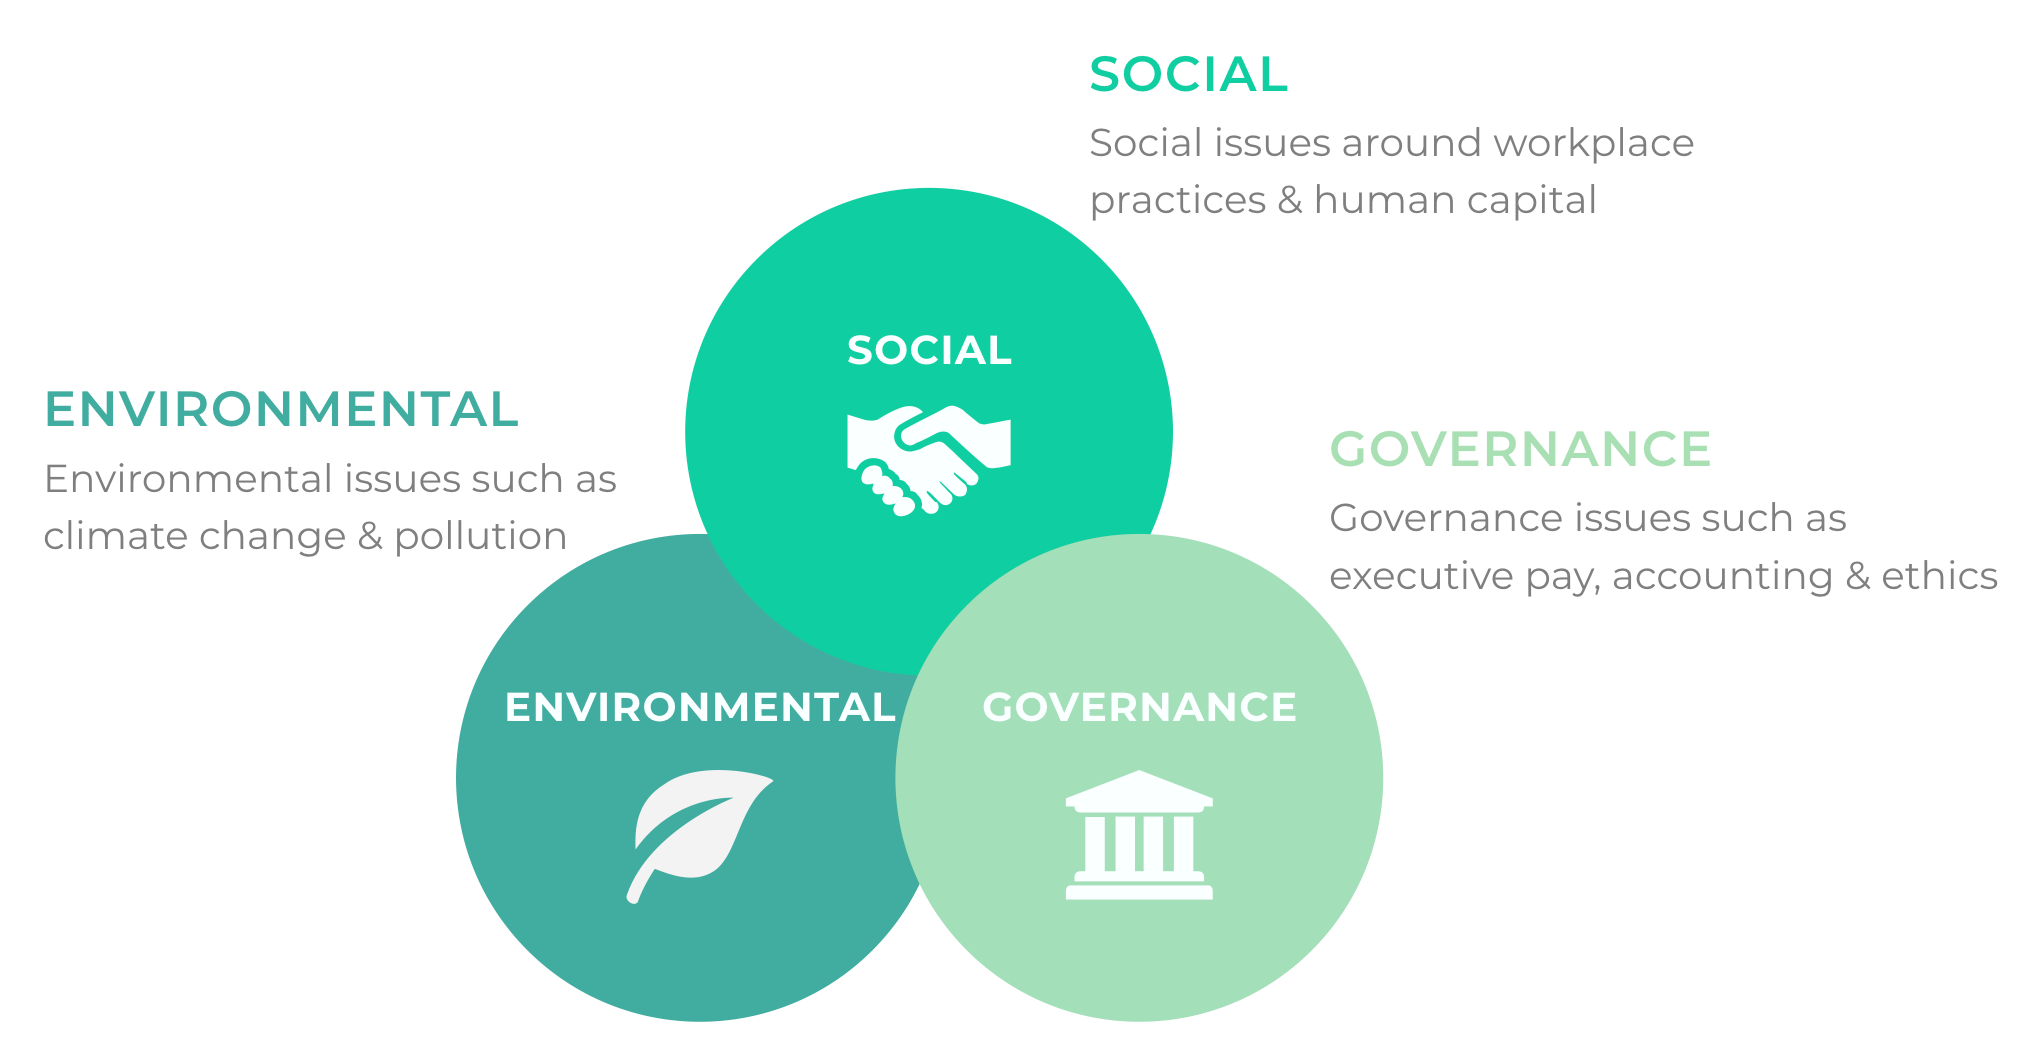 SOCIAL
Social issues around workplace
practices & human capital
SOCIAL
ENVIRONMENTAL
Environmental issues such as
climate change & pollution
GOVERNANCE
Governance issues such as
executive pay, accounting & ethics
ENVIRONMENTAL
GOVERNANCE